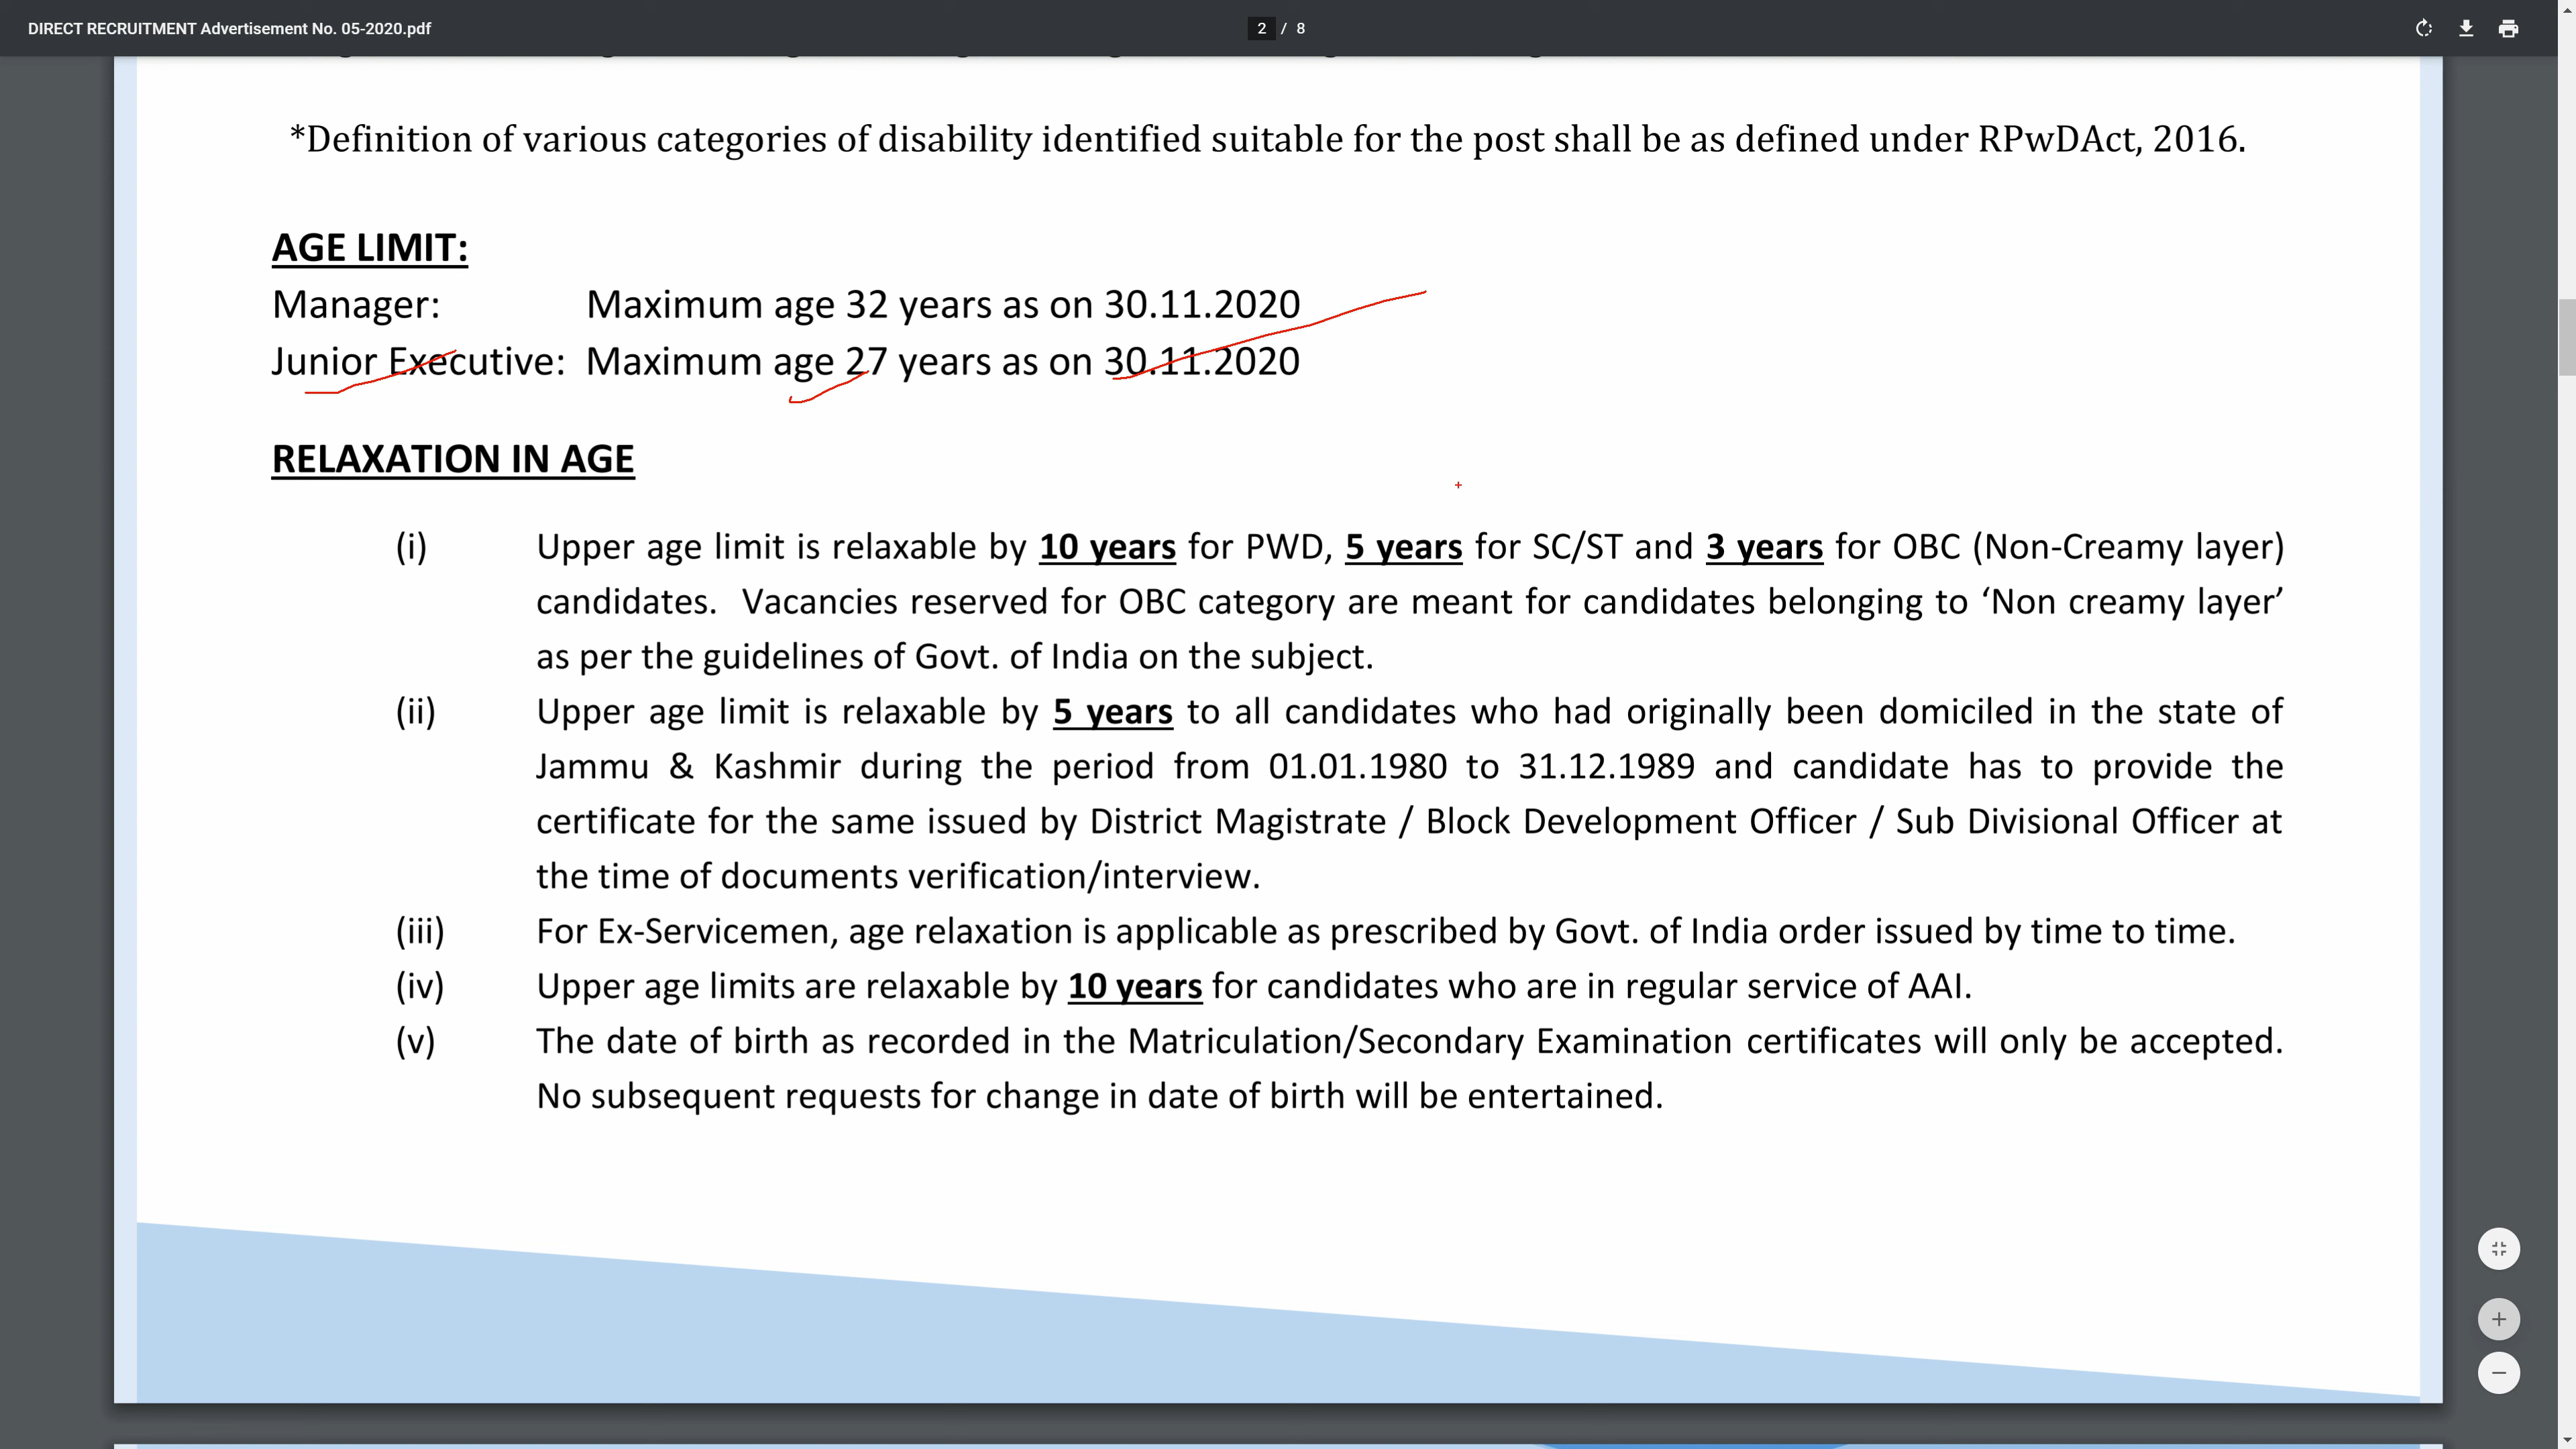 DIRECT RECRUITMENT Advertisement No. 05-2020.pdf
2 / 8
*Definition of various categories of disability identified suitable for the post shall be as defined under RPwDAct, 2016.
AGE LIMIT:
Manager: Maximum age 32 years as on 30.11.2020
Junior Executive: Maximum age 27 years as on 30.11.2020
RELAXATION IN AGE
(i) Upper age limit is relaxable by 10 years for PWD, 5 years for SC/ST and 3 years for OBC (Non-Creamy layer)
candidates. Vacancies reserved for OBC category are meant for candidates belonging to ‘Non creamy layer’
as per the guidelines of Govt. of India on the subject.
(ii) Upper age limit is relaxable by 5 years to all candidates who had originally been domiciled in the state of
Jammu & Kashmir during the period from 01.01.1980 to 31.12.1989 and candidate has to provide the
certificate for the same issued by District Magistrate / Block Development Officer / Sub Divisional Officer at
the time of documents verification/interview.
(iii) For Ex-Servicemen, age relaxation is applicable as prescribed by Govt. of India order issued by time to time.
(iv) Upper age limits are relaxable by 10 years for candidates who are in regular service of AAI.
(v) The date of birth as recorded in the Matriculation/Secondary Examination certificates will only be accepted.
No subsequent requests for change in date of birth will be entertained.